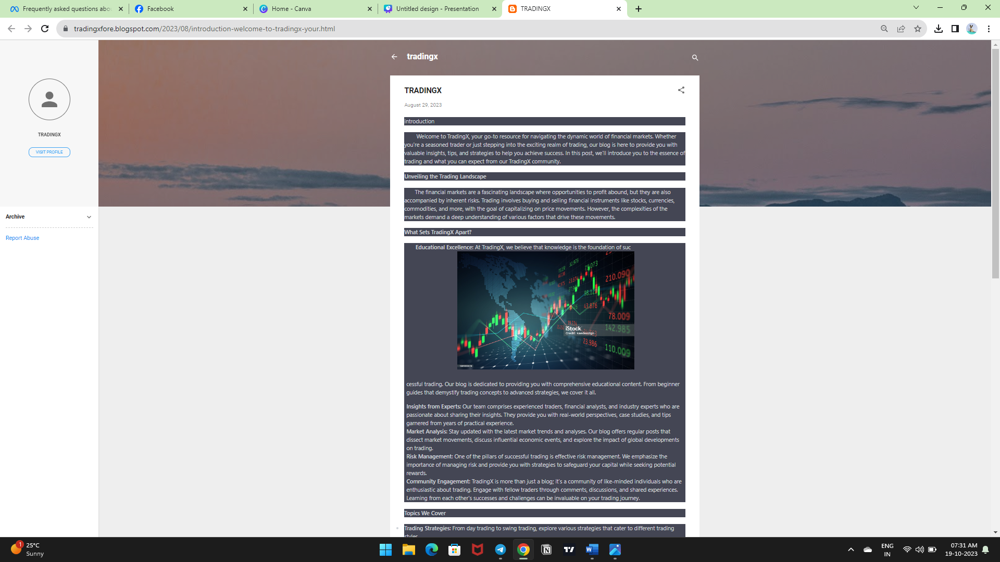 Frequently asked questions abou
Facebook
Home - Canva
Untitled design - Presentation
TRADINGX
tradingxfore.blogspot.com/2023/08/introduction-welcome-to-tradingx-your.html
TRADINGX
VISIT PROFILE
Archive
Report Abuse
tradingx
TRADINGX
August 29, 2023
introduction
Welcome to TradingX, your go-to resource for navigating the dynamic world of financial markets. Whether
you're a seasoned trader or just stepping into the exciting realm of trading, our blog is here to provide you with
valuable insights, tips, and strategies to help you achieve success. In this post, we'll introduce you to the essence of
trading and what you can expect from our TradingX community.
Unveiling the Trading Landscape
The financial markets are a fascinating landscape where opportunities to profit abound, but they are also
accompanied by inherent risks. Trading involves buying and selling financial instruments like stocks, currencies,
commodities, and more, with the goal of capitalizing on price movements. However, the complexities of the
markets demand a deep understanding of various factors that drive these movements.
What Sets TradingX Apart?
Educational Excellence: At TradingX, we believe that knowledge is the foundation of suc
32.976
210.090
98.12
43.876
78.009
iStock
Credit: kaedeezign
142.985
23.986
110.009
cessful trading. Our blog is dedicated to providing you with comprehensive educational content. From beginner
guides that demystify trading concepts to advanced strategies, we cover it all.
Insights from Experts: Our team comprises experienced traders, financial analysts, and industry experts who are
passionate about sharing their insights. They provide you with real-world perspectives, case studies, and tips
garnered from years of practical experience.
Market Analysis: Stay updated with the latest market trends and analyses. Our blog offers regular posts that
dissect market movements, discuss influential economic events, and explore the impact of global developments
on trading.
Risk Management: One of the pillars of successful trading is effective risk management. We emphasize the
importance of managing risk and provide you with strategies to safeguard your capital while seeking potential
rewards.
Community Engagement: TradingX is more than just a blog; it's a community of like-minded individuals who are
enthusiastic about trading. Engage with fellow traders through comments, discussions, and shared experiences.
Learning from each other's successes and challenges can be invaluable on your trading journey.
Topics We Cover
Trading Strategies: From day trading to swing trading, explore various strategies that cater to different trading
styles
1
25°C
Sunny
ENG
IN
07:31 AM
19-10-2023